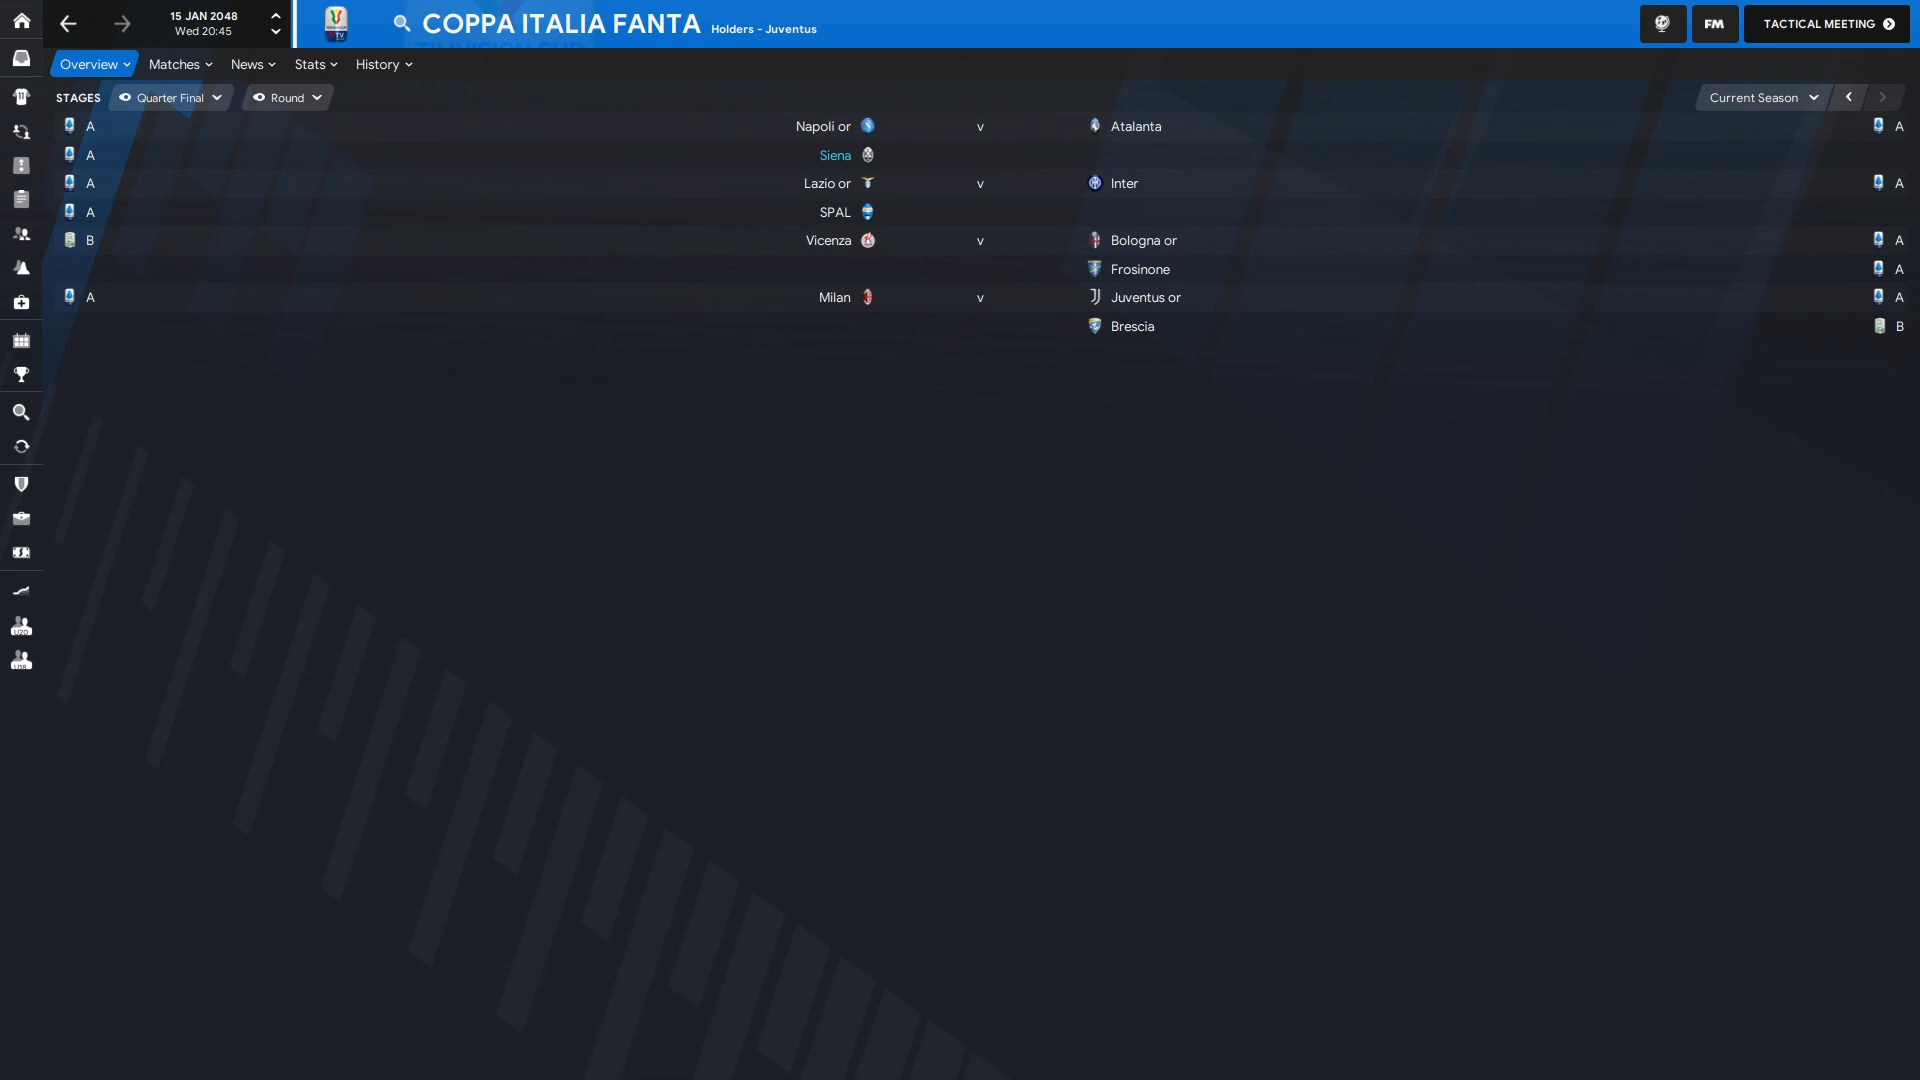 15 JAN 2048
Wed 20:45
COPPA ITALIA FANTA Holders - Juventus
FM
TACTICAL MEETING
Overview Matches News Stats History
STAGES Quarter Final Round Current Season
A Napoli or v Atalanta A
A Siena
A Lazio or v Inter A
A SPAL
B Vicenza v Bologna or A
Frosinone A
A Milan v Juventus or A
Brescia B
U20
U18